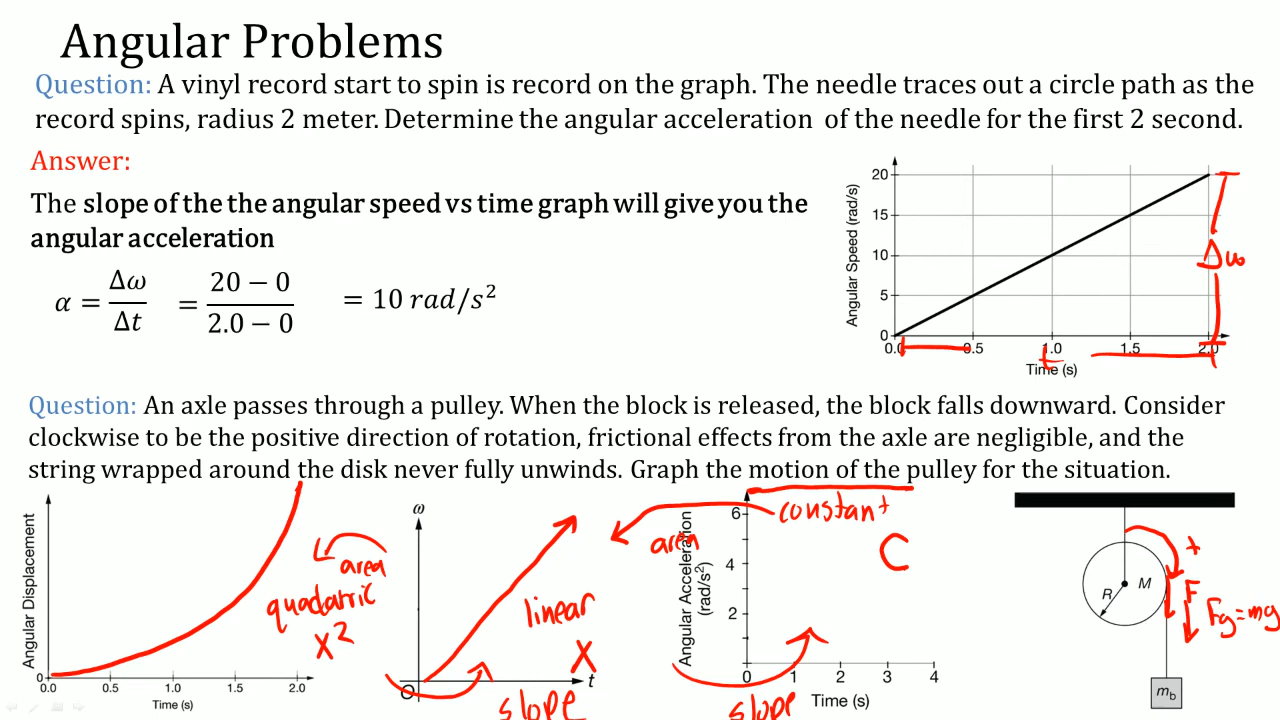 Angular Problems
Question: A vinyl record start to spin is record on the graph. The needle traces out a circle path as the
record spins, radius 2 meter. Determine the angular acceleration of the needle for the first 2 second.
Answer:
The slope of the the angular speed vs time graph will give you the
angular acceleration
α = Δω/Δt = (20 − 0)/(2.0 − 0) = 10 rad/s²
Angular Speed (rad/s)
20
15
10
5
0
0.0 0.5 1.0 1.5 2.0
Time (s)
Δω
t
Question: An axle passes through a pulley. When the block is released, the block falls downward. Consider
clockwise to be the positive direction of rotation, frictional effects from the axle are negligible, and the
string wrapped around the disk never fully unwinds. Graph the motion of the pulley for the situation.
Angular Displacement
0
0.0 0.5 1.0 1.5 2.0
Time (s)
area
quadatric
x²
ω
O
t
linear
x
slope
area
Angular Acceleration
(rad/s²)
6
4
2
0
0 1 2 3 4
Time (s)
constant
C
slope
+
R
M
F
Fg=mg
m_b